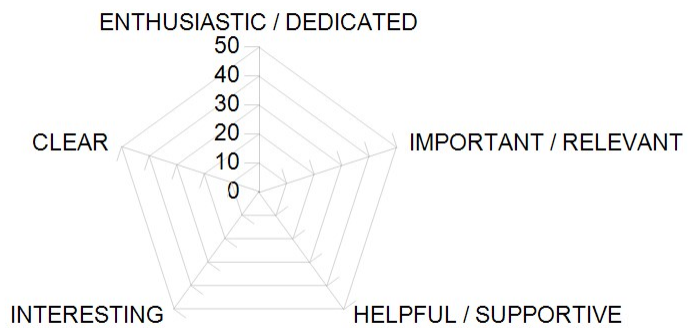 ENTHUSIASTIC / DEDICATED
50
40
30
20
10
0
CLEAR
IMPORTANT / RELEVANT
INTERESTING
HELPFUL / SUPPORTIVE